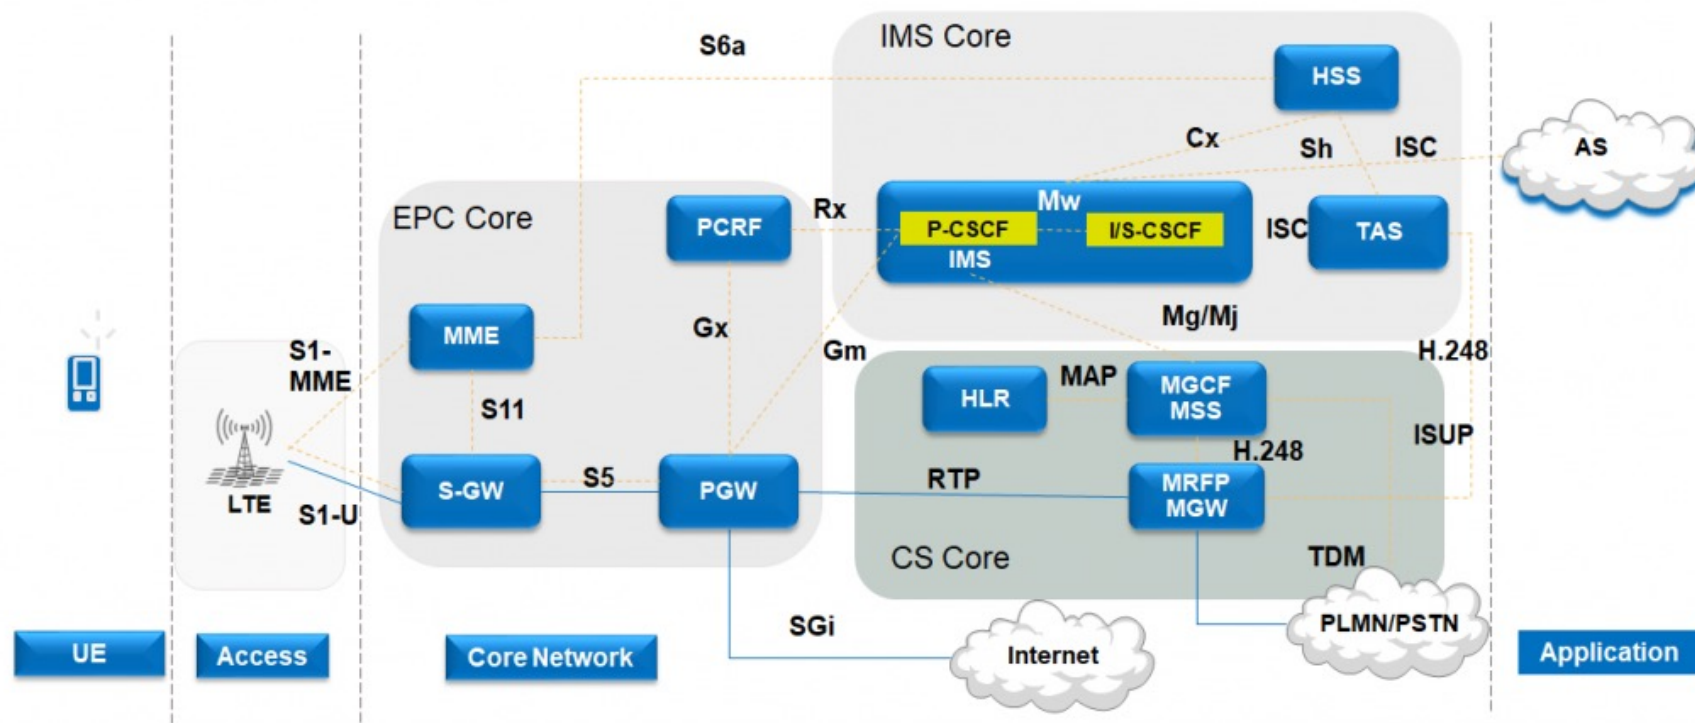 IMS Core
S6a
HSS
Cx
Sh
ISC
AS
EPC Core
PCRF
Rx
Mw
P-CSCF
I/S-CSCF
IMS
ISC
TAS
MME
Gx
Gm
Mg/Mj
H.248
S1-
MME
S11
HLR
MAP
MGCF
MSS
ISUP
H.248
LTE
S1-U
S-GW
S5
PGW
RTP
MRFP
MGW
CS Core
TDM
SGi
Internet
PLMN/PSTN
UE
Access
Core Network
Application